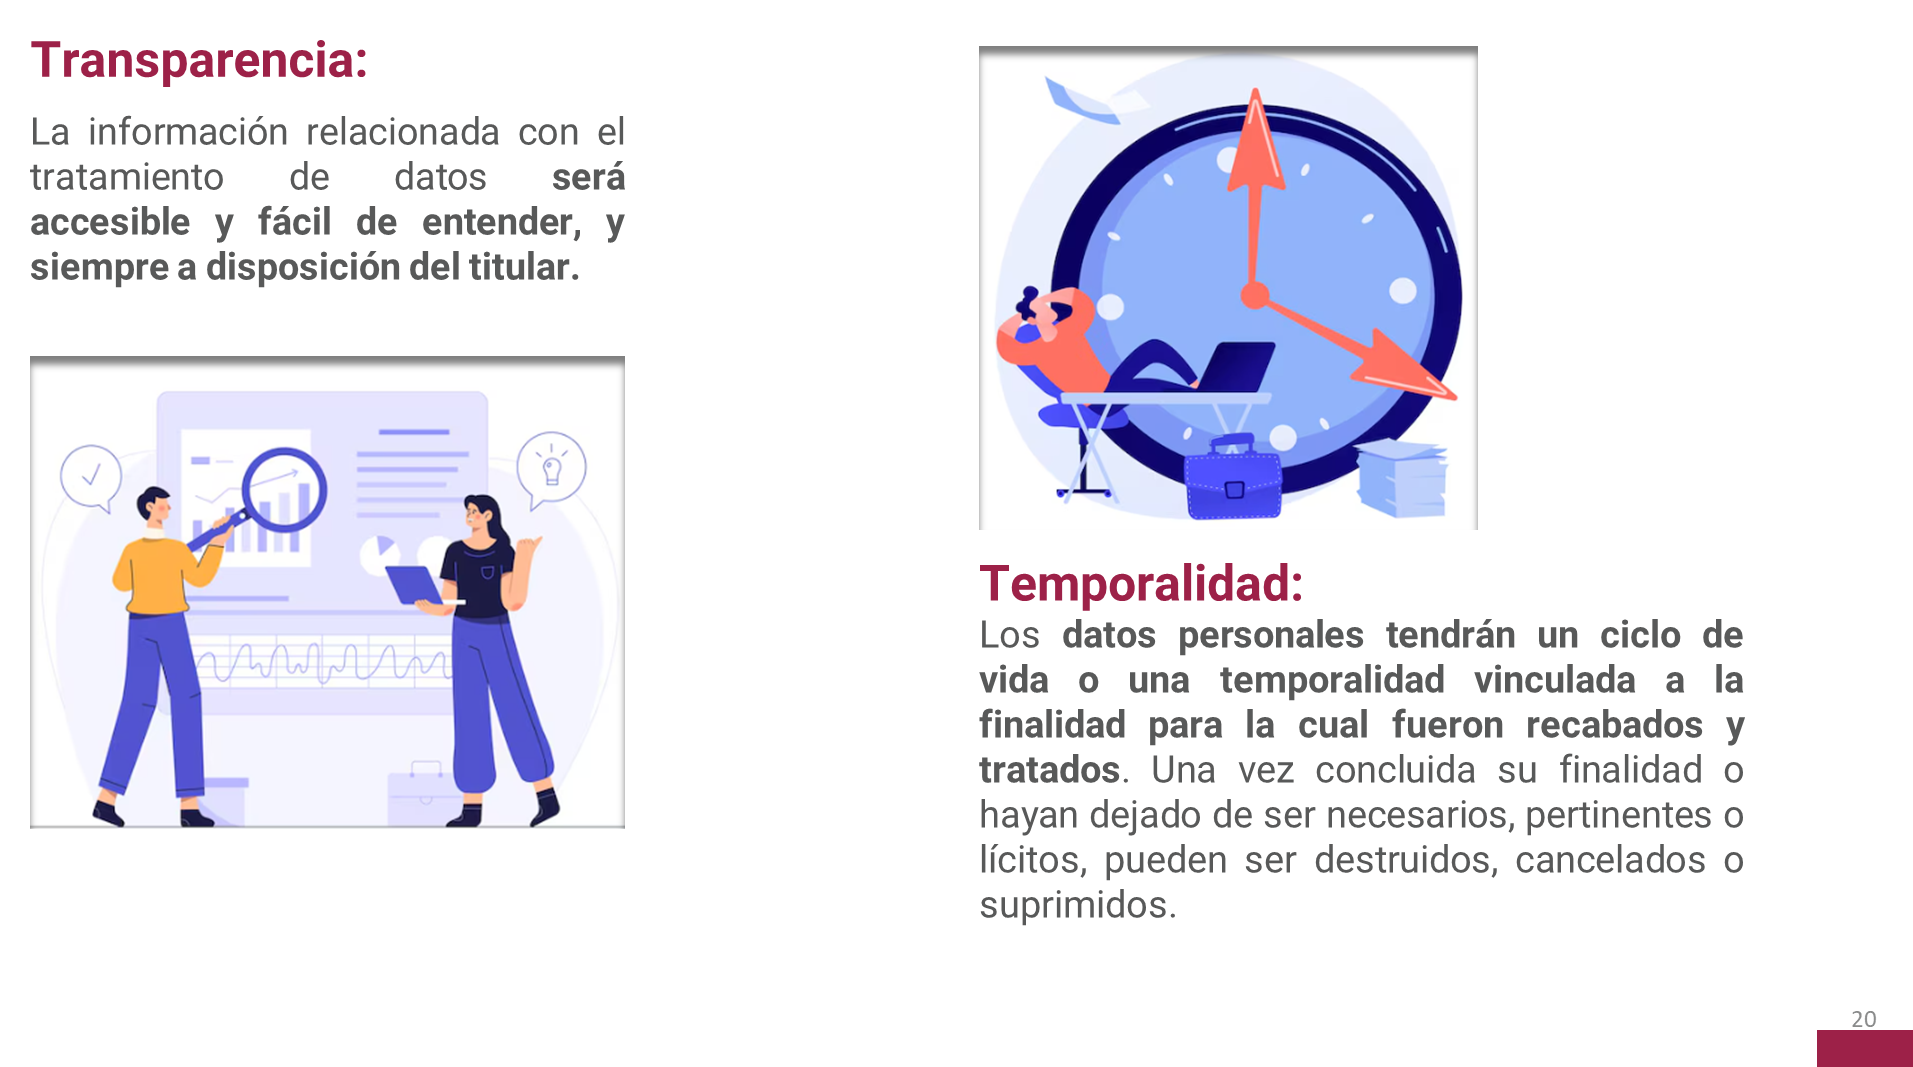 Transparencia:
La información relacionada con el
tratamiento de datos será
accesible y fácil de entender, y
siempre a disposición del titular.
Temporalidad:
Los datos personales tendrán un ciclo de
vida o una temporalidad vinculada a la
finalidad para la cual fueron recabados y
tratados. Una vez concluida su finalidad o
hayan dejado de ser necesarios, pertinentes o
lícitos, pueden ser destruidos, cancelados o
suprimidos.
20